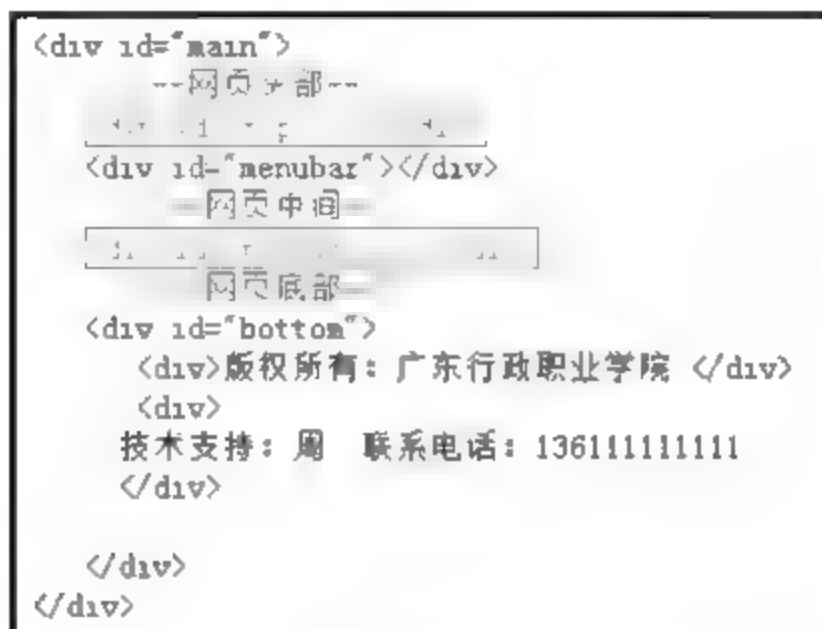 <div id="main">
--网页头部--
<div id="menubar"></div>
网页中间
网页底部
<div id="bottom">
<div>版权所有：广东行政职业学院 </div>
<div>
技术支持：周 联系电话：136111111111
</div>
</div>
</div>